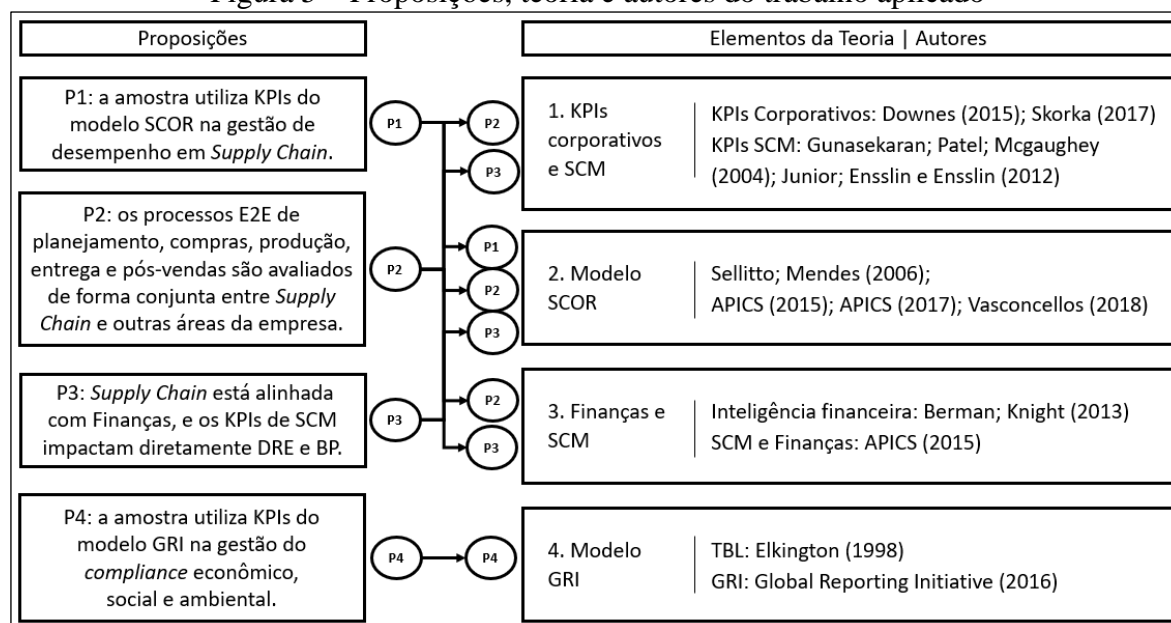 Figura 3 – Proposições, teoria e autores do trabalho aplicado
Proposições
Elementos da Teoria | Autores
P1: a amostra utiliza KPIs do
modelo SCOR na gestão de
desempenho em Supply Chain.
P1
P2
P3
1. KPIs
corporativos
e SCM
KPIs Corporativos: Downes (2015); Skorka (2017)
KPIs SCM: Gunasekaran; Patel; Mcgaughey
(2004); Junior; Ensslin e Ensslin (2012)
P2: os processos E2E de
planejamento, compras, produção,
entrega e pós-vendas são avaliados
de forma conjunta entre Supply
Chain e outras áreas da empresa.
P2
P1
P2
P3
2. Modelo
SCOR
Sellitto; Mendes (2006);
APICS (2015); APICS (2017); Vasconcellos (2018)
P3: Supply Chain está alinhada
com Finanças, e os KPIs de SCM
impactam diretamente DRE e BP.
P3
P2
P3
3. Finanças e
SCM
Inteligência financeira: Berman; Knight (2013)
SCM e Finanças: APICS (2015)
P4: a amostra utiliza KPIs do
modelo GRI na gestão do
compliance econômico,
social e ambiental.
P4
P4
4. Modelo
GRI
TBL: Elkington (1998)
GRI: Global Reporting Initiative (2016)